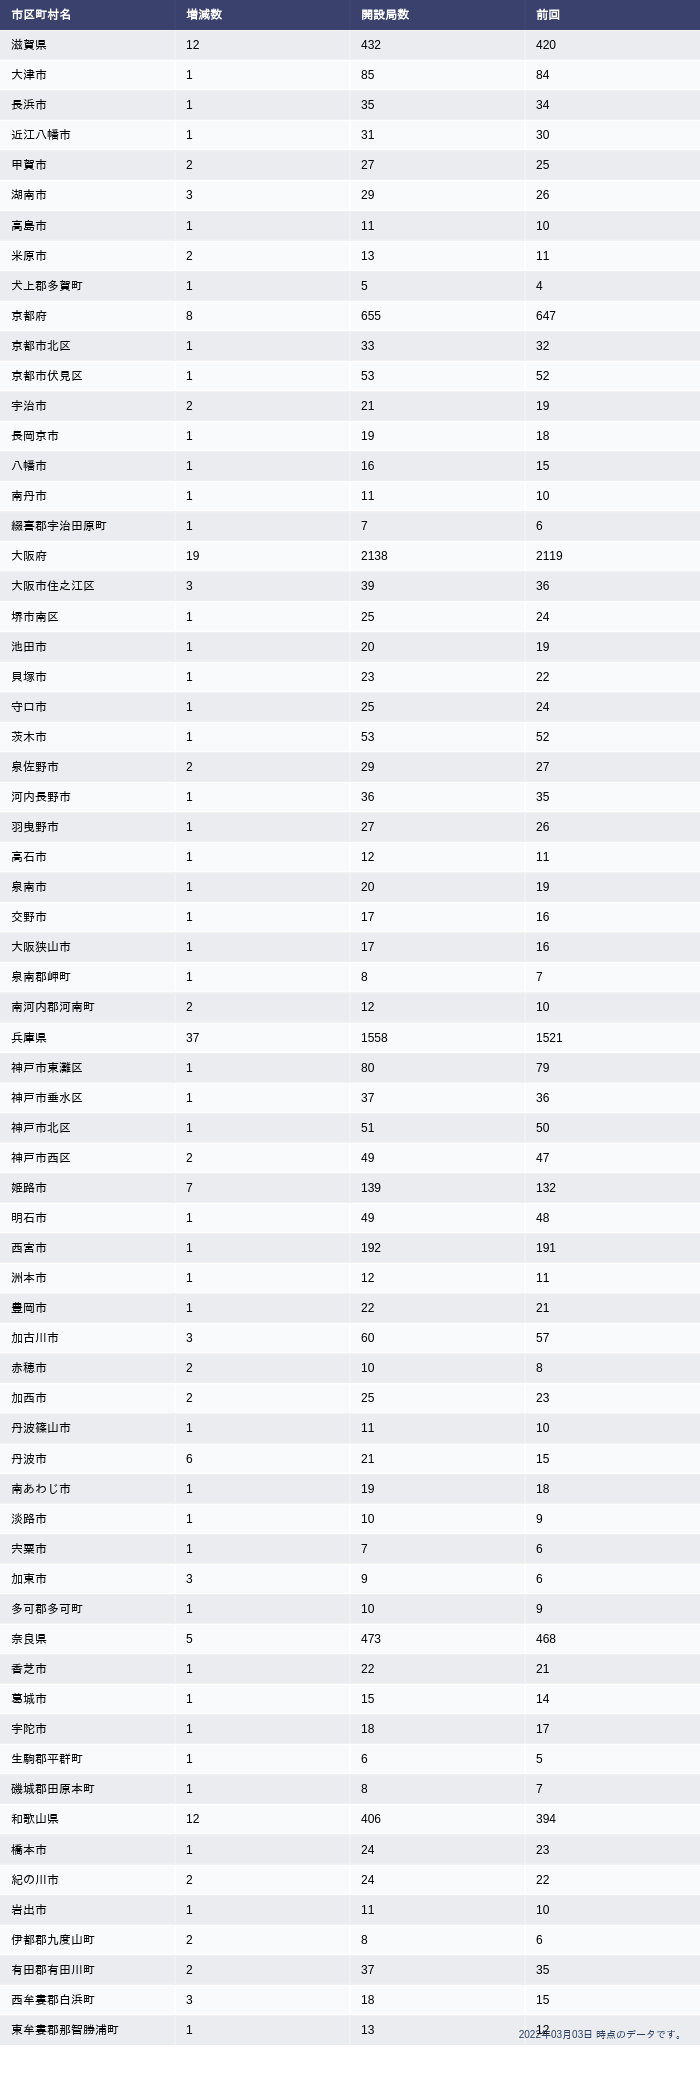 市区町村名 増減数 開設局数 前回
滋賀県 12 432 420
大津市 1 85 84
長浜市 1 35 34
近江八幡市 1 31 30
甲賀市 2 27 25
湖南市 3 29 26
高島市 1 11 10
米原市 2 13 11
犬上郡多賀町 1 5 4
京都府 8 655 647
京都市北区 1 33 32
京都市伏見区 1 53 52
宇治市 2 21 19
長岡京市 1 19 18
八幡市 1 16 15
南丹市 1 11 10
綴喜郡宇治田原町 1 7 6
大阪府 19 2138 2119
大阪市住之江区 3 39 36
堺市南区 1 25 24
池田市 1 20 19
貝塚市 1 23 22
守口市 1 25 24
茨木市 1 53 52
泉佐野市 2 29 27
河内長野市 1 36 35
羽曳野市 1 27 26
高石市 1 12 11
泉南市 1 20 19
交野市 1 17 16
大阪狭山市 1 17 16
泉南郡岬町 1 8 7
南河内郡河南町 2 12 10
兵庫県 37 1558 1521
神戸市東灘区 1 80 79
神戸市垂水区 1 37 36
神戸市北区 1 51 50
神戸市西区 2 49 47
姫路市 7 139 132
明石市 1 49 48
西宮市 1 192 191
洲本市 1 12 11
豊岡市 1 22 21
加古川市 3 60 57
赤穂市 2 10 8
加西市 2 25 23
丹波篠山市 1 11 10
丹波市 6 21 15
南あわじ市 1 19 18
淡路市 1 10 9
宍粟市 1 7 6
加東市 3 9 6
多可郡多可町 1 10 9
奈良県 5 473 468
香芝市 1 22 21
葛城市 1 15 14
宇陀市 1 18 17
生駒郡平群町 1 6 5
磯城郡田原本町 1 8 7
和歌山県 12 406 394
橋本市 1 24 23
紀の川市 2 24 22
岩出市 1 11 10
伊都郡九度山町 2 8 6
有田郡有田川町 2 37 35
西牟婁郡白浜町 3 18 15
東牟婁郡那智勝浦町 1 13 12
2022年03月03日 時点のデータです。